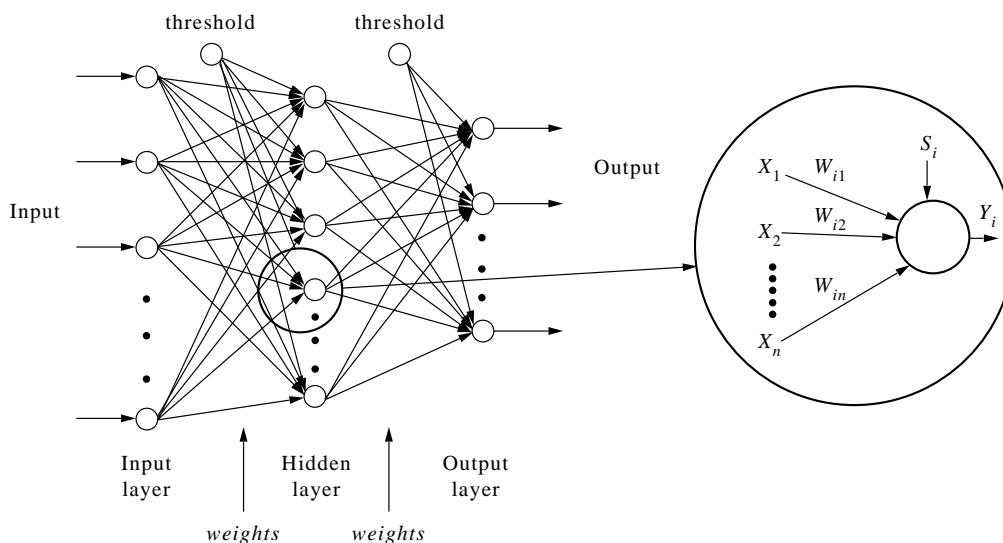 threshold
threshold
Input
Output
Input
layer
Hidden
layer
Output
layer
weights
weights
X1
Wi1
Si
X2
Wi2
Yi
Win
Xn